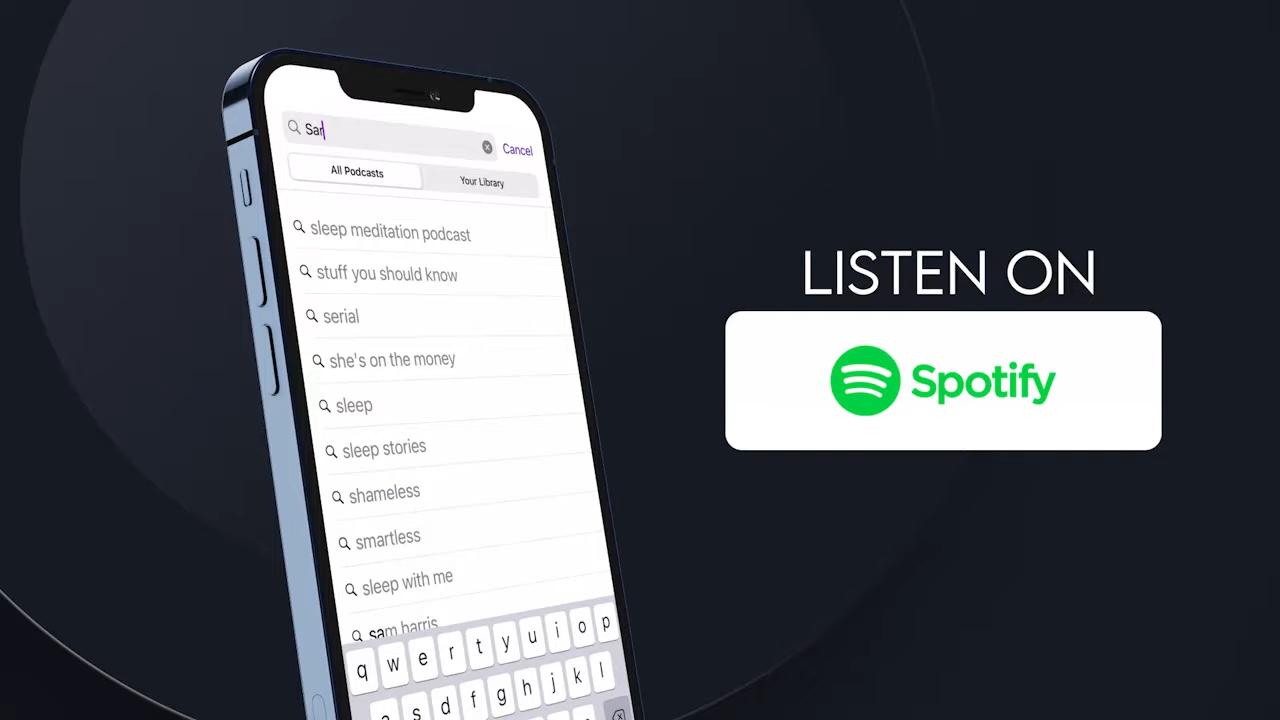 Sar
Cancel
All Podcasts
Your Library
sleep meditation podcast
stuff you should know
serial
she's on the money
sleep
sleep stories
shameless
smartless
sleep with me
sam harris
q w e r t y u i o p
a s d f g h j k l
LISTEN ON
Spotify